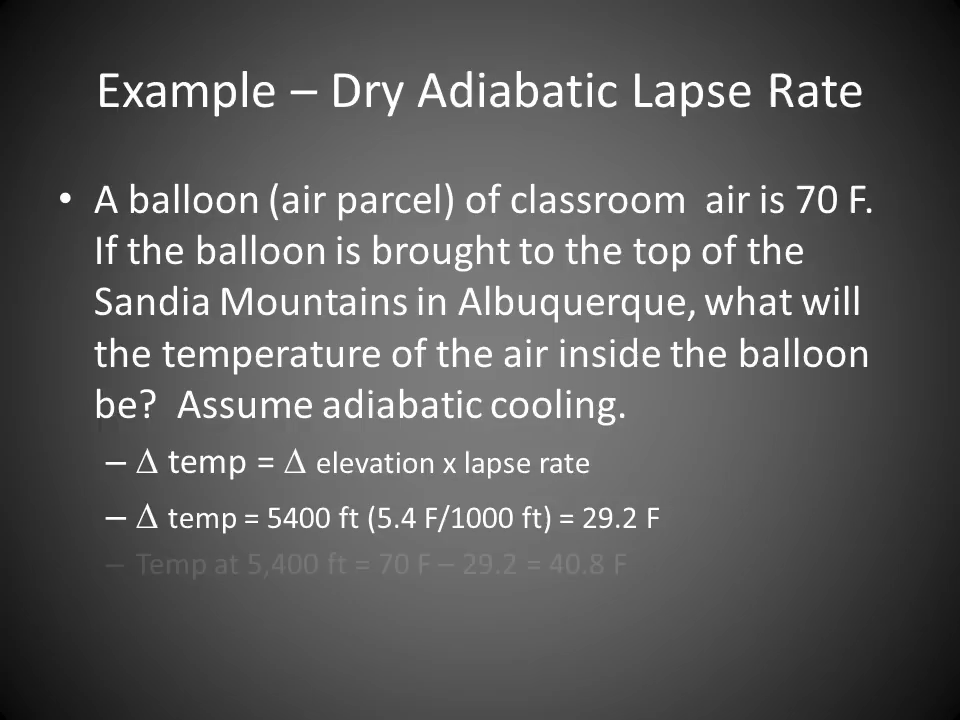 Example – Dry Adiabatic Lapse Rate
• A balloon (air parcel) of classroom  air is 70 F.
If the balloon is brought to the top of the
Sandia Mountains in Albuquerque, what will
the temperature of the air inside the balloon
be?  Assume adiabatic cooling.
– Δ temp = Δ elevation x lapse rate
– Δ temp = 5400 ft (5.4 F/1000 ft) = 29.2 F
– Temp at 5,400 ft = 70 F – 29.2 = 40.8 F